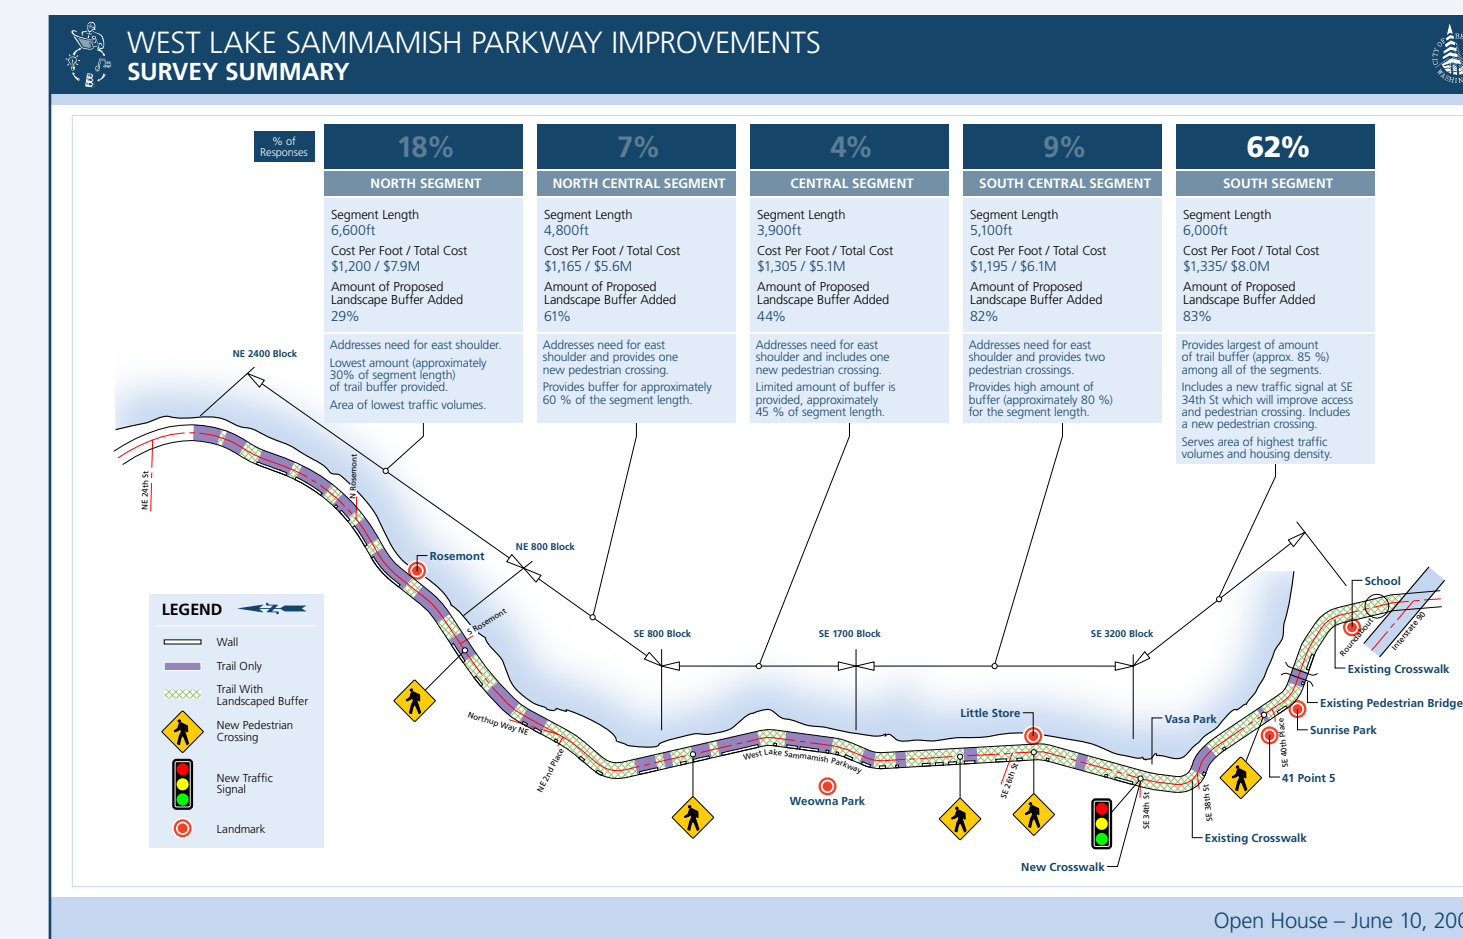 WEST LAKE SAMMAMISH PARKWAY IMPROVEMENTS
SURVEY SUMMARY
% of
Responses
18%
NORTH SEGMENT
Segment Length
6,600ft
Cost Per Foot / Total Cost
$1,200 / $7.9M
Amount of Proposed
Landscape Buffer Added
29%
Addresses need for east shoulder.
Lowest amount (approximately
30% of segment length)
of trail buffer provided.
Area of lowest traffic volumes.
7%
NORTH CENTRAL SEGMENT
Segment Length
4,800ft
Cost Per Foot / Total Cost
$1,165 / $5.6M
Amount of Proposed
Landscape Buffer Added
61%
Addresses need for east
shoulder and provides one
new pedestrian crossing.
Provides buffer for approximately
60 % of the segment length.
4%
CENTRAL SEGMENT
Segment Length
3,900ft
Cost Per Foot / Total Cost
$1,305 / $5.1M
Amount of Proposed
Landscape Buffer Added
44%
Addresses need for east
shoulder and includes one
new pedestrian crossing.
Limited amount of buffer is
provided, approximately
45 % of segment length.
9%
SOUTH CENTRAL SEGMENT
Segment Length
5,100ft
Cost Per Foot / Total Cost
$1,195 / $6.1M
Amount of Proposed
Landscape Buffer Added
82%
Addresses need for east
shoulder and provides two
pedestrian crossings.
Provides high amount of
buffer (approximately 80 %)
for the segment length.
62%
SOUTH SEGMENT
Segment Length
6,000ft
Cost Per Foot / Total Cost
$1,335/ $8.0M
Amount of Proposed
Landscape Buffer Added
83%
Provides largest of amount
of trail buffer (approx. 85 %)
among all of the segments.
Includes a new traffic signal at SE
34th St which will improve access
and pedestrian crossing. Includes
a new pedestrian crossing.
Serves area of highest traffic
volumes and housing density.
NE 2400 Block
NE 24th St
N Rosemont
Rosemont
NE 800 Block
S Rosemont
Northup Way NE
NE 2nd Place
SE 800 Block
SE 1700 Block
SE 3200 Block
West Lake Sammamish Parkway
Weowna Park
Little Store
SE 26th St
Vasa Park
SE 34th St
SE 38th St
New Crosswalk
Existing Crosswalk
SE 40th Place
41 Point 5
Sunrise Park
Existing Pedestrian Bridge
Existing Crosswalk
School
Roundabout
Interstate 90
LEGEND
N
Wall
Trail Only
Trail With
Landscaped Buffer
New Pedestrian
Crossing
New Traffic
Signal
Landmark
Open House – June 10, 200